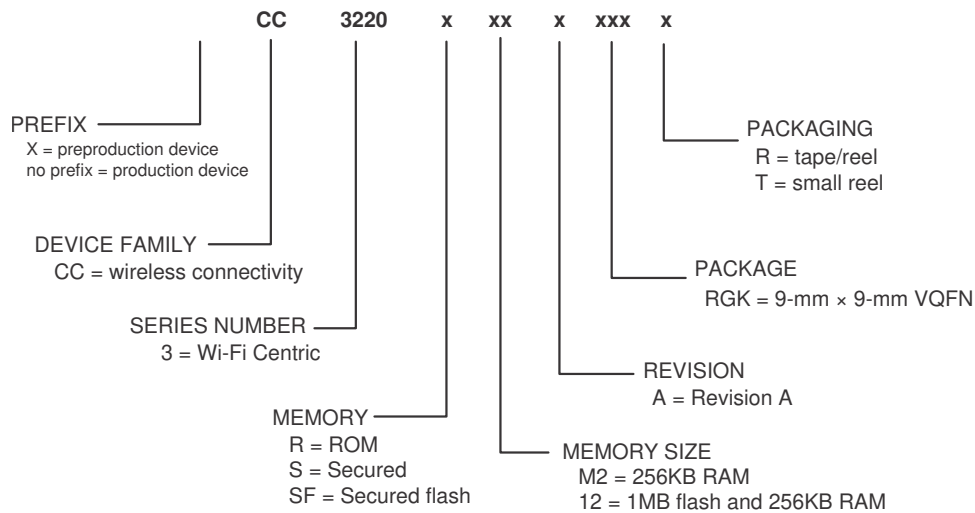 CC 3220 x xx x xxx x
PREFIX
X = preproduction device
no prefix = production device
PACKAGING
R = tape/reel
T = small reel
DEVICE FAMILY
CC = wireless connectivity
PACKAGE
RGK = 9-mm × 9-mm VQFN
SERIES NUMBER
3 = Wi-Fi Centric
REVISION
A = Revision A
MEMORY
R = ROM
S = Secured
SF = Secured flash
MEMORY SIZE
M2 = 256KB RAM
12 = 1MB flash and 256KB RAM